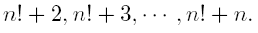 n! + 2, n! + 3, ··· , n! + n.